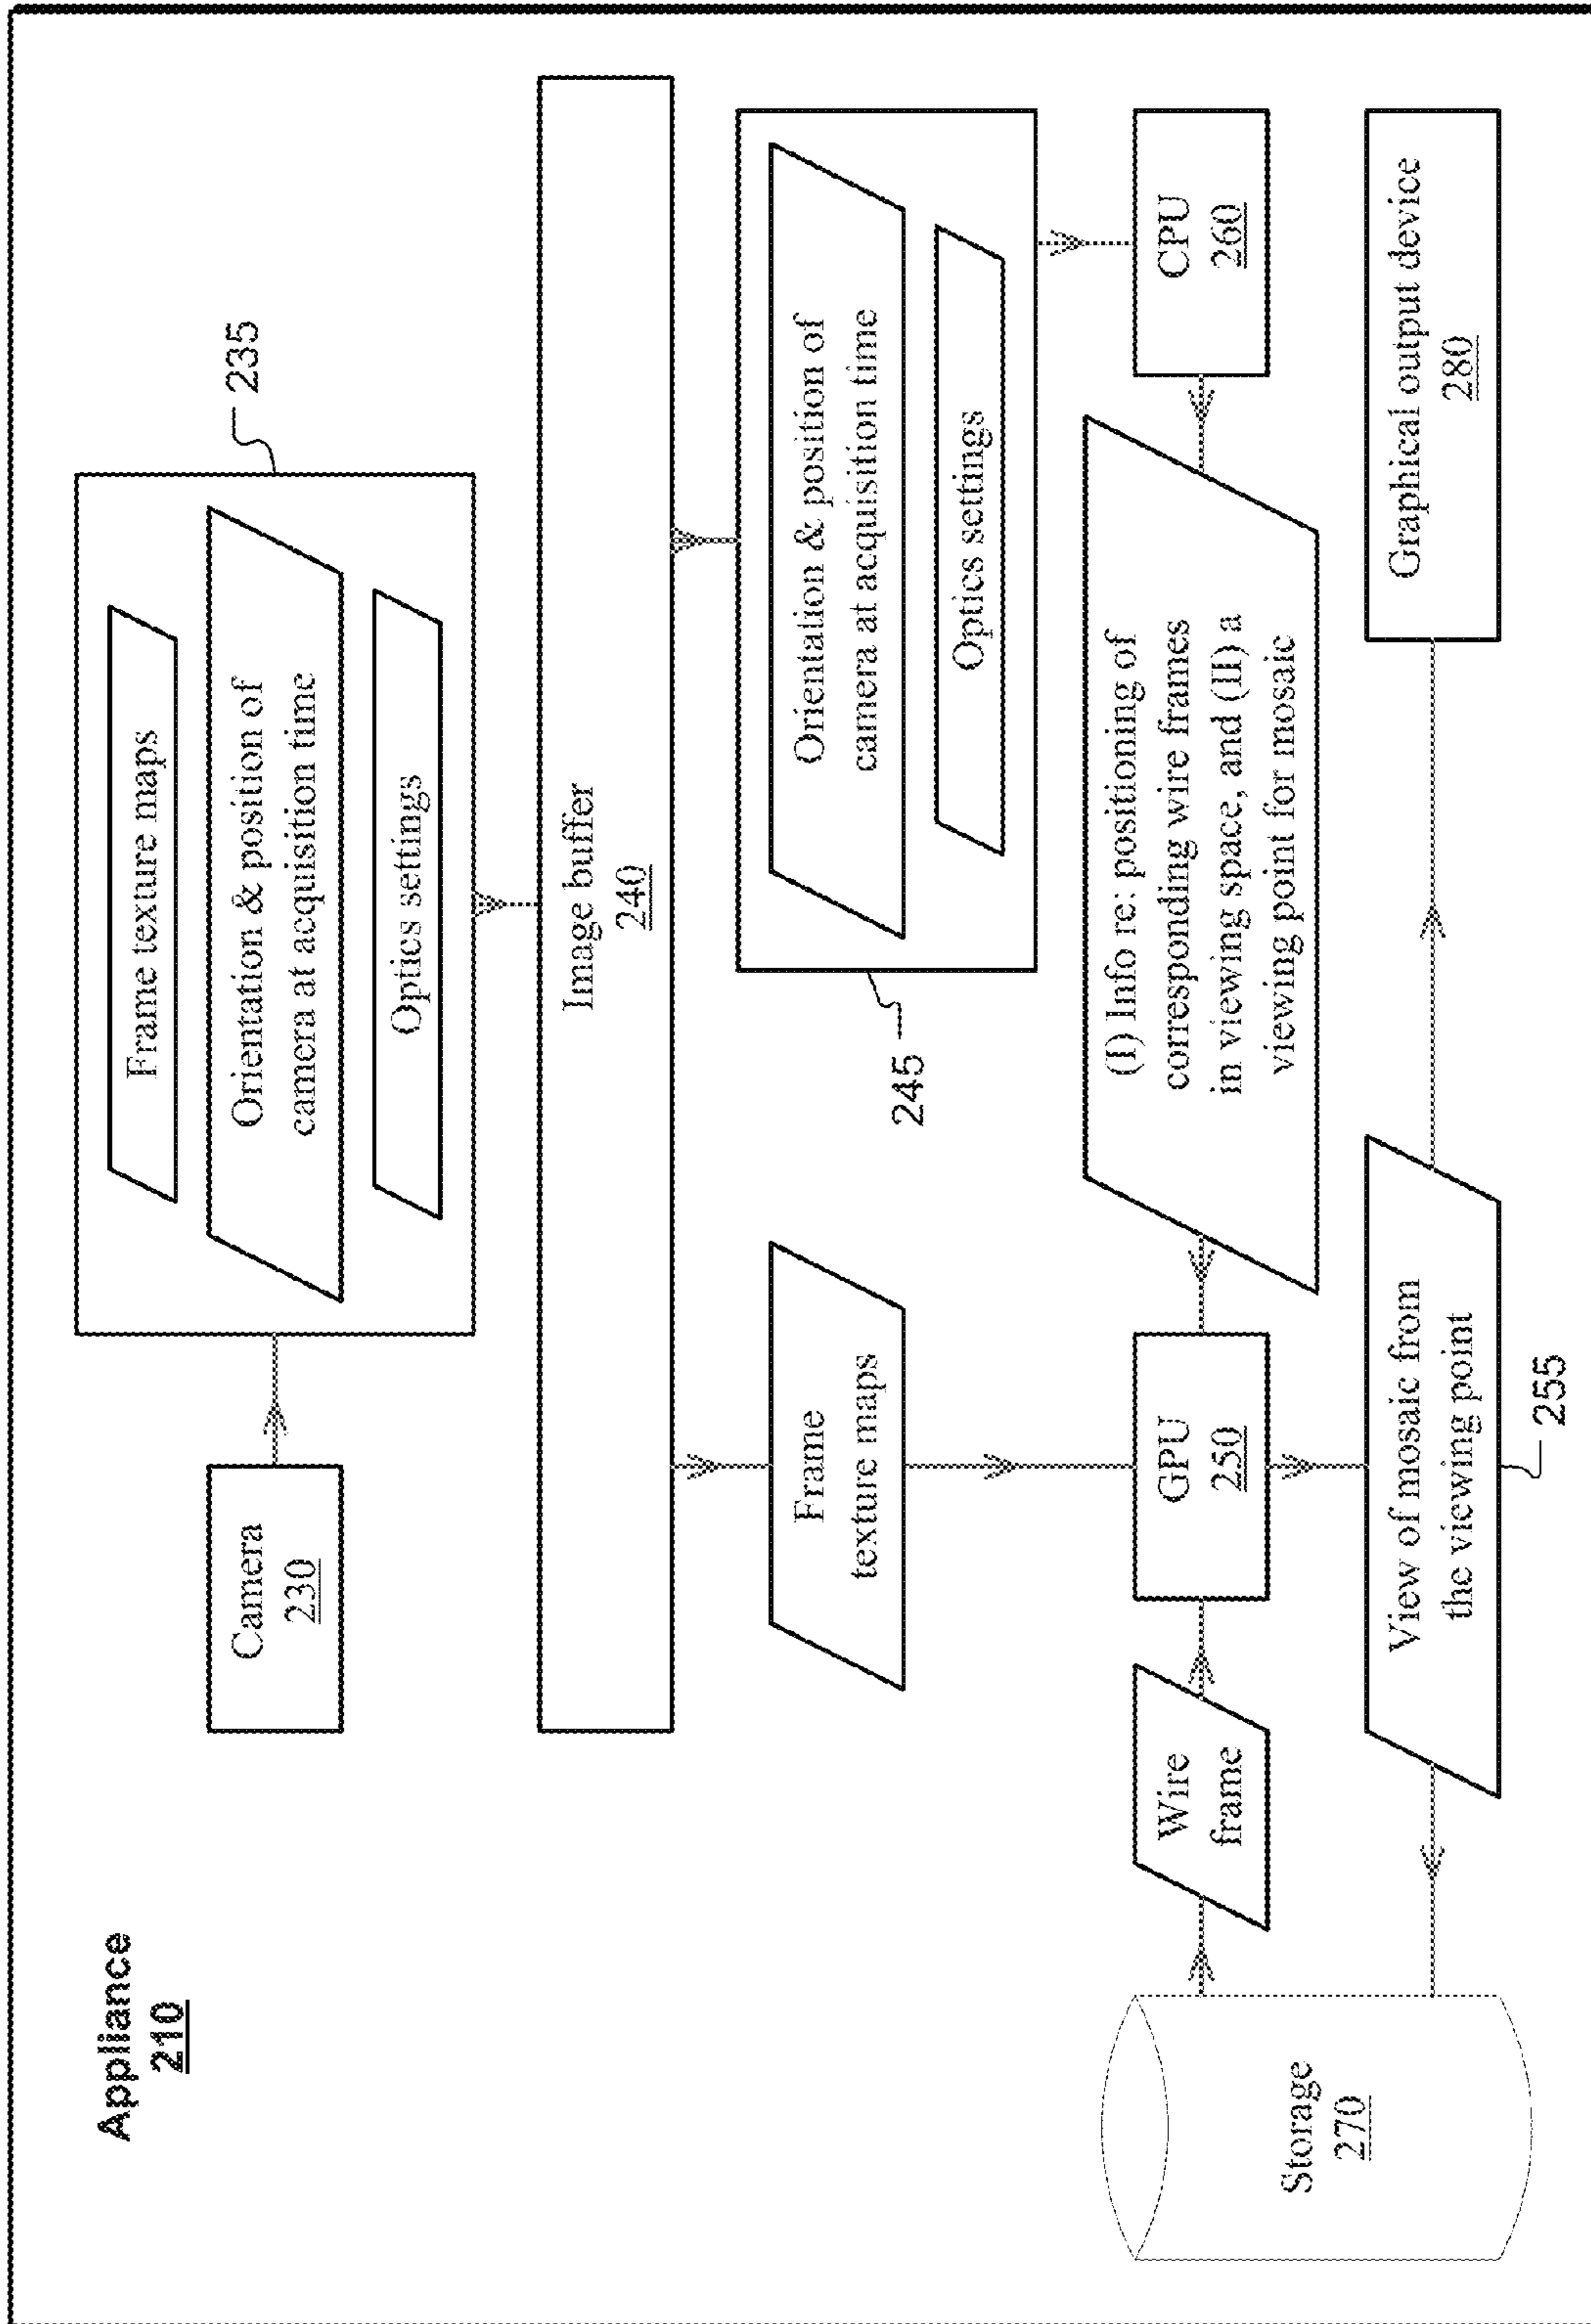 Appliance
210
Camera
230
Frame texture maps
Orientation & position of
camera at acquisition time
Optics settings
235
Image buffer
240
Frame
texture maps
Orientation & position of
camera at acquisition time
Optics settings
245
Storage
270
Wire
frame
GPU
250
(I) Info re: positioning of
corresponding wire frames
in viewing space, and (II) a
viewing point for mosaic
CPU
260
View of mosaic from
the viewing point
255
Graphical output device
280